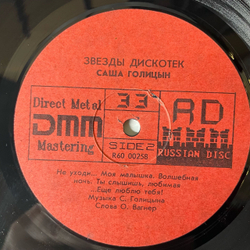 ЗВЕЗДЫ ДИСКОТЕК
САША ГОЛИЦЫН
Direct Metal
DMM
Mastering
33
SIDE 2
R60 00258
RD
RUSSIAN DISC
Не уходи... Моя малышка. Волшебная
ночь. Ты слышишь, любимая
Еще люблю тебя!
Музыка С. Голицына
Слова О. Вагнер